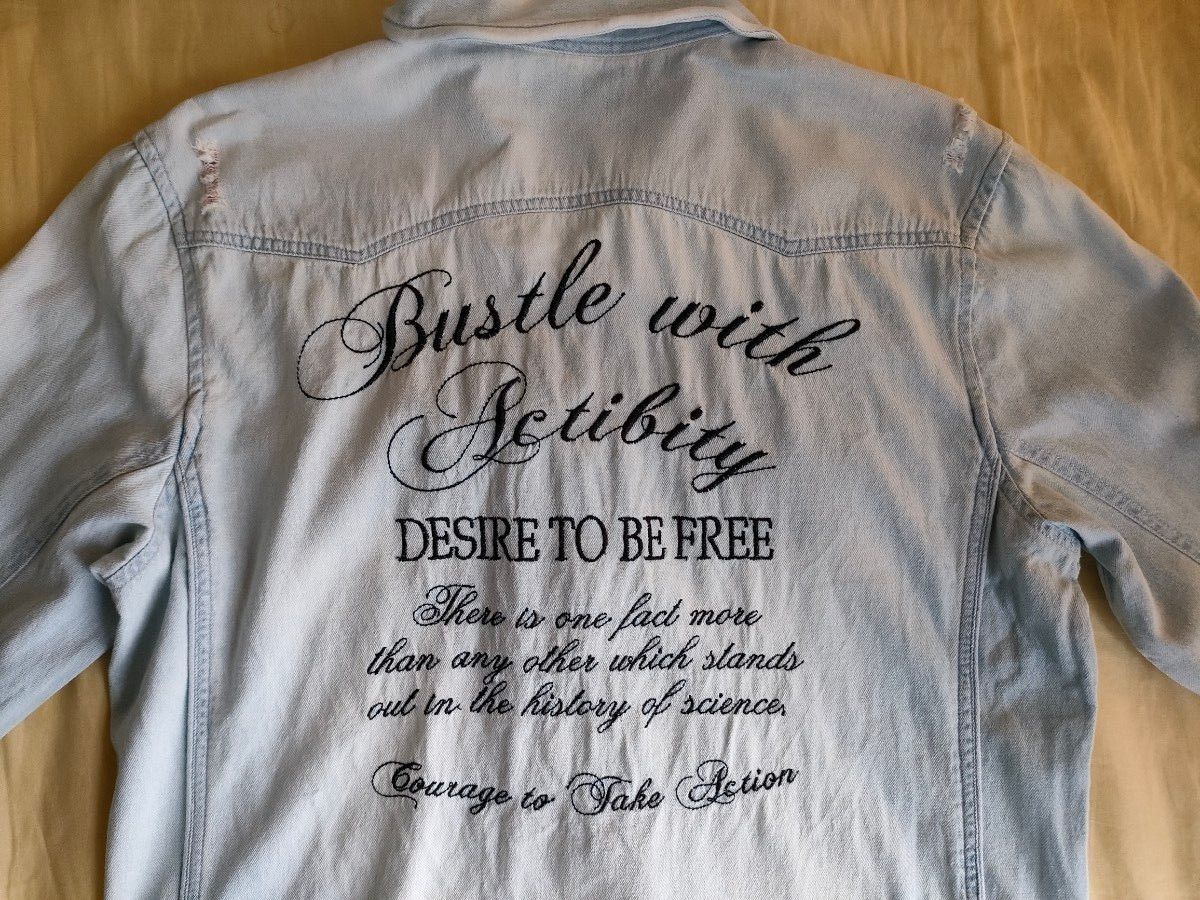 Bustle with
Actibity
DESIRE TO BE FREE
There is one fact more
than any other which stands
out in the history of science,
Courage to Take Action